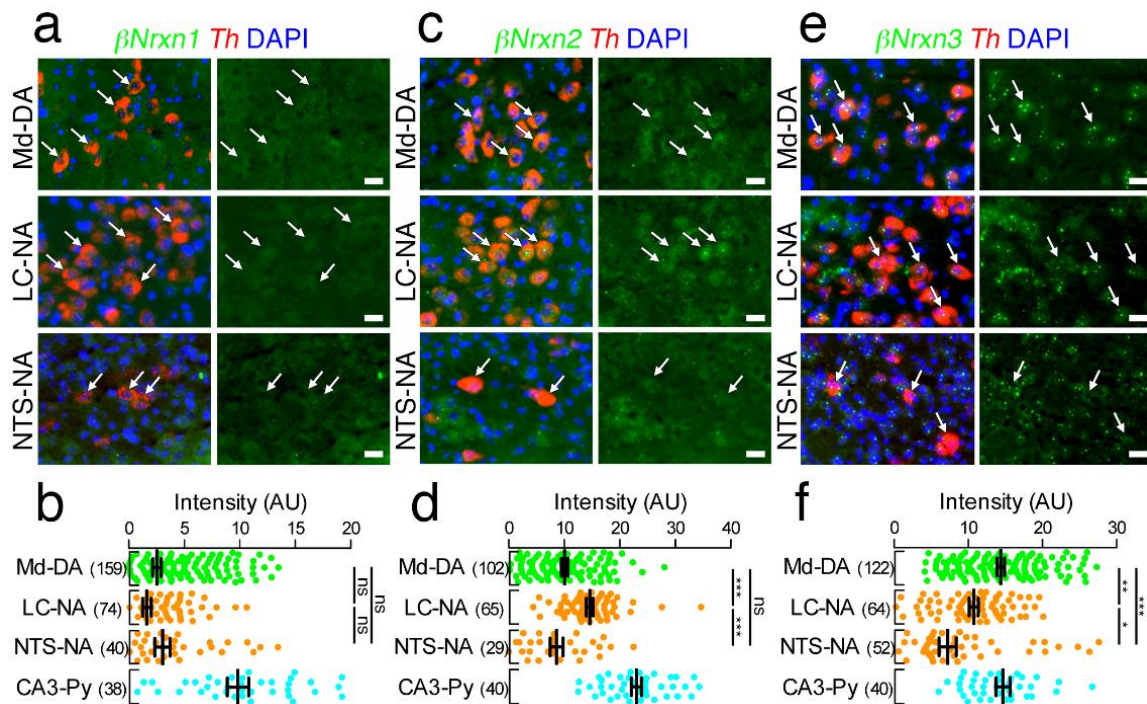 a
βNrxn1 Th DAPI
Md-DA
LC-NA
NTS-NA
c
βNrxn2 Th DAPI
Md-DA
LC-NA
NTS-NA
e
βNrxn3 Th DAPI
Md-DA
LC-NA
NTS-NA
b
Intensity (AU)
0 5 10 15 20
Md-DA (159)
LC-NA (74)
NTS-NA (40)
CA3-Py (38)
ns
ns
ns
d
Intensity (AU)
0 10 20 30 40
Md-DA (102)
LC-NA (65)
NTS-NA (29)
CA3-Py (40)
***
***
ns
f
Intensity (AU)
0 10 20 30
Md-DA (122)
LC-NA (64)
NTS-NA (52)
CA3-Py (40)
**
*
***